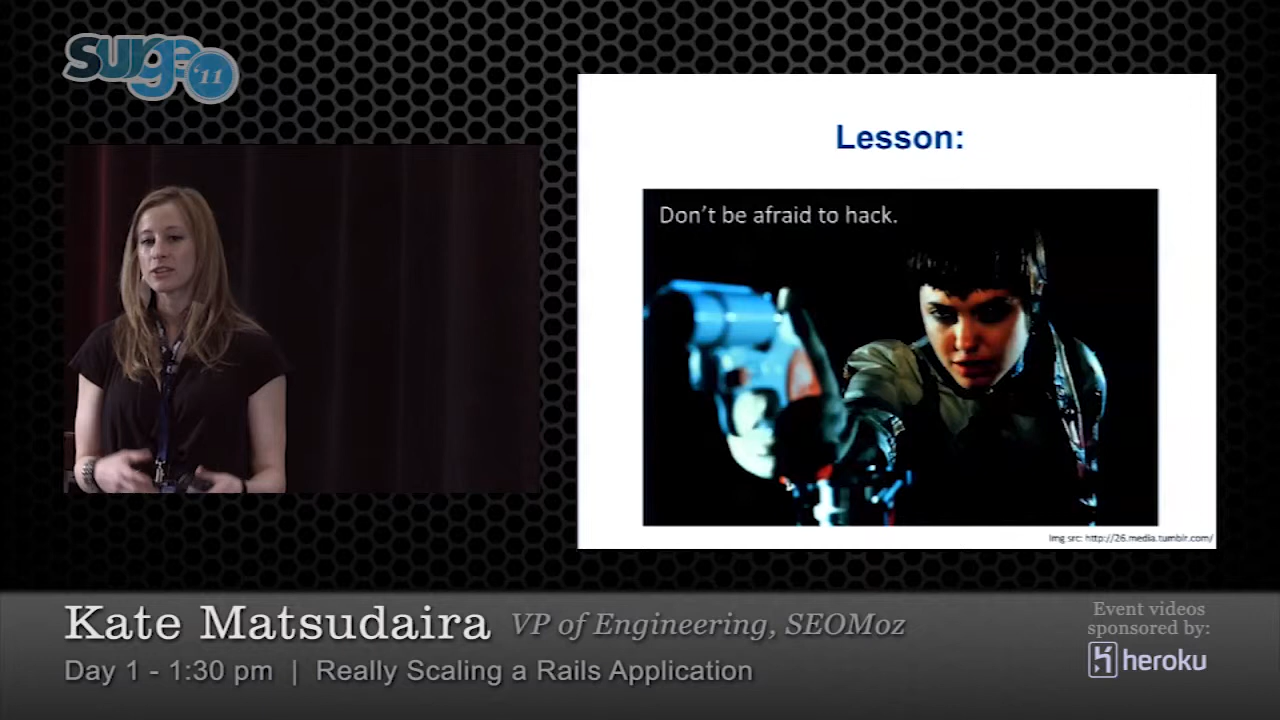 surge '11
Lesson:
Don't be afraid to hack.
Img src: http://26.media.tumblr.com/
Kate Matsudaira VP of Engineering, SEOMoz
Day 1 - 1:30 pm | Really Scaling a Rails Application
Event videos
sponsored by:
heroku